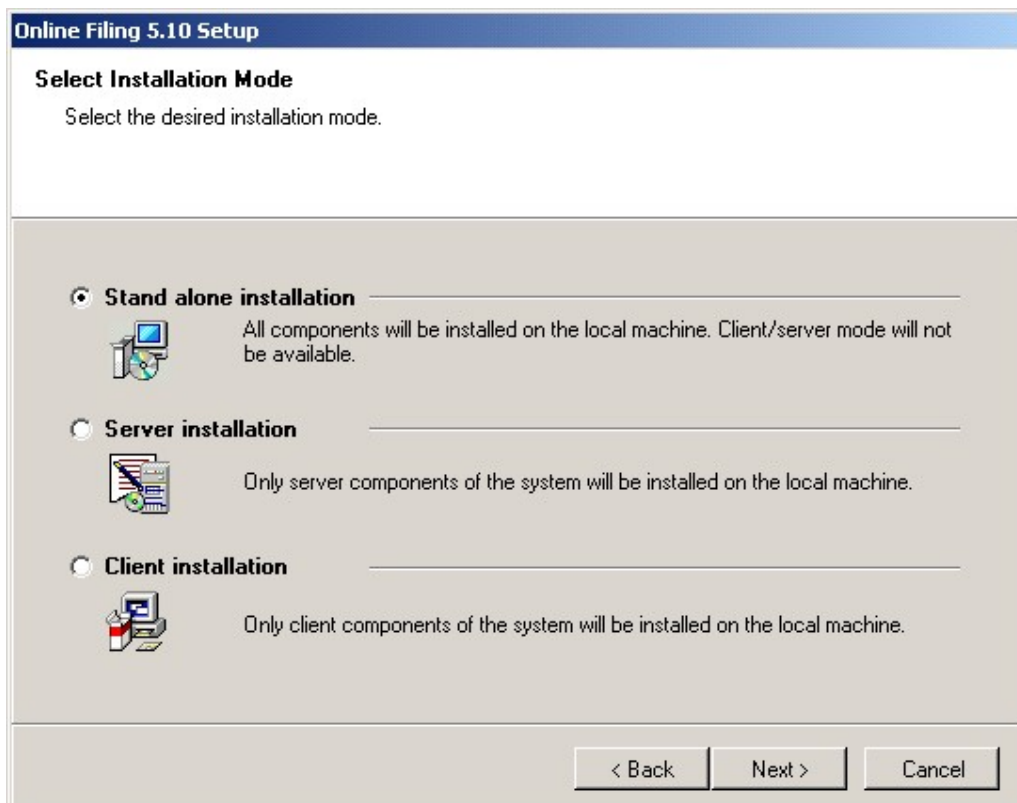 Online Filing 5.10 Setup
Select Installation Mode
Select the desired installation mode.
Stand alone installation
All components will be installed on the local machine. Client/server mode will not
be available.
Server installation
Only server components of the system will be installed on the local machine.
Client installation
Only client components of the system will be installed on the local machine.
< Back
Next >
Cancel